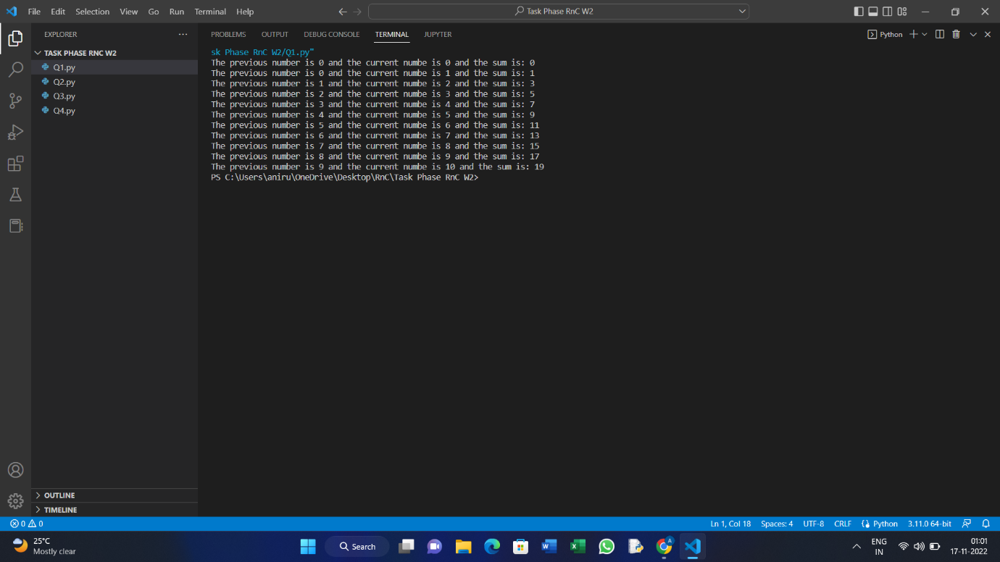 File Edit Selection View Go Run Terminal Help
Task Phase RnC W2
EXPLORER
TASK PHASE RNC W2
Q1.py
Q2.py
Q3.py
Q4.py
OUTLINE
TIMELINE
PROBLEMS OUTPUT DEBUG CONSOLE TERMINAL JUPYTER
Python
sk Phase RnC W2/Q1.py"
The previous number is 0 and the current numbe is 0 and the sum is: 0
The previous number is 0 and the current numbe is 1 and the sum is: 1
The previous number is 1 and the current numbe is 2 and the sum is: 3
The previous number is 2 and the current numbe is 3 and the sum is: 5
The previous number is 3 and the current numbe is 4 and the sum is: 7
The previous number is 4 and the current numbe is 5 and the sum is: 9
The previous number is 5 and the current numbe is 6 and the sum is: 11
The previous number is 6 and the current numbe is 7 and the sum is: 13
The previous number is 7 and the current numbe is 8 and the sum is: 15
The previous number is 8 and the current numbe is 9 and the sum is: 17
The previous number is 9 and the current numbe is 10 and the sum is: 19
PS C:\Users\aniru\OneDrive\Desktop\RnC\Task Phase RnC W2>
0 0 Ln 1, Col 18 Spaces: 4 UTF-8 CRLF Python 3.11.0 64-bit
25°C
Mostly clear
Search
ENG
IN
01:01
17-11-2022